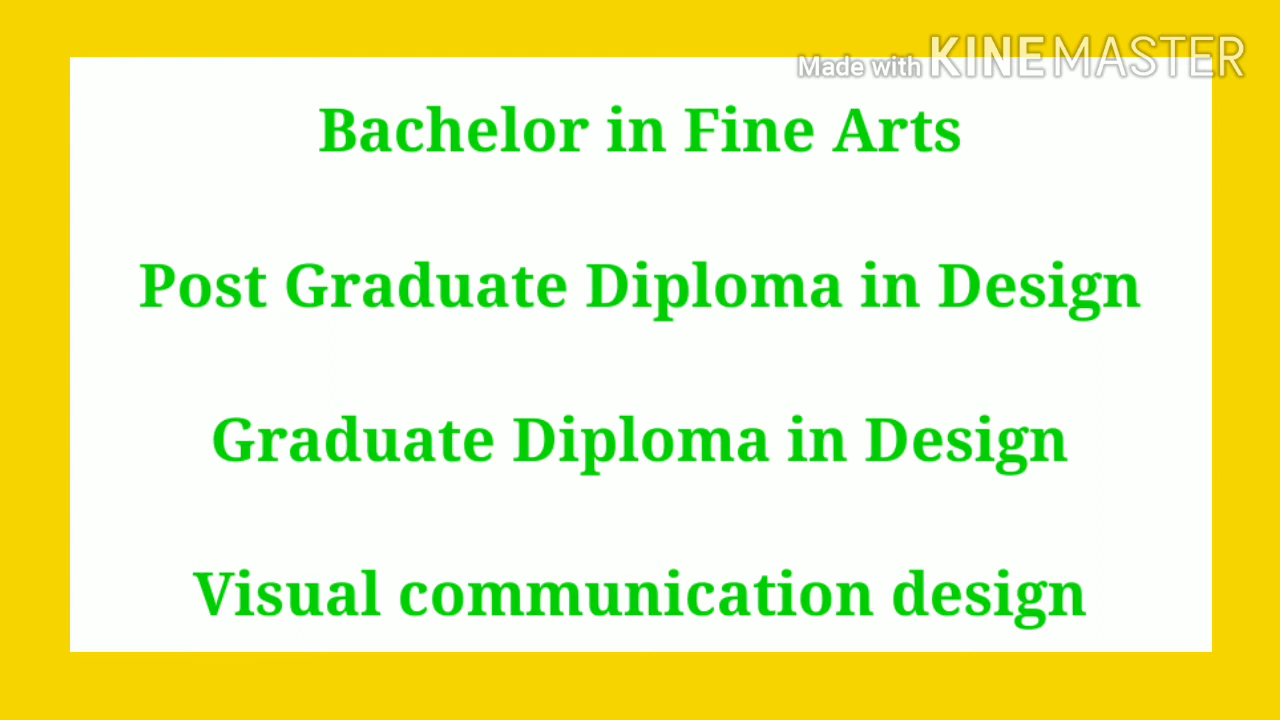 Made with KINEMASTER
Bachelor in Fine Arts
Post Graduate Diploma in Design
Graduate Diploma in Design
Visual communication design